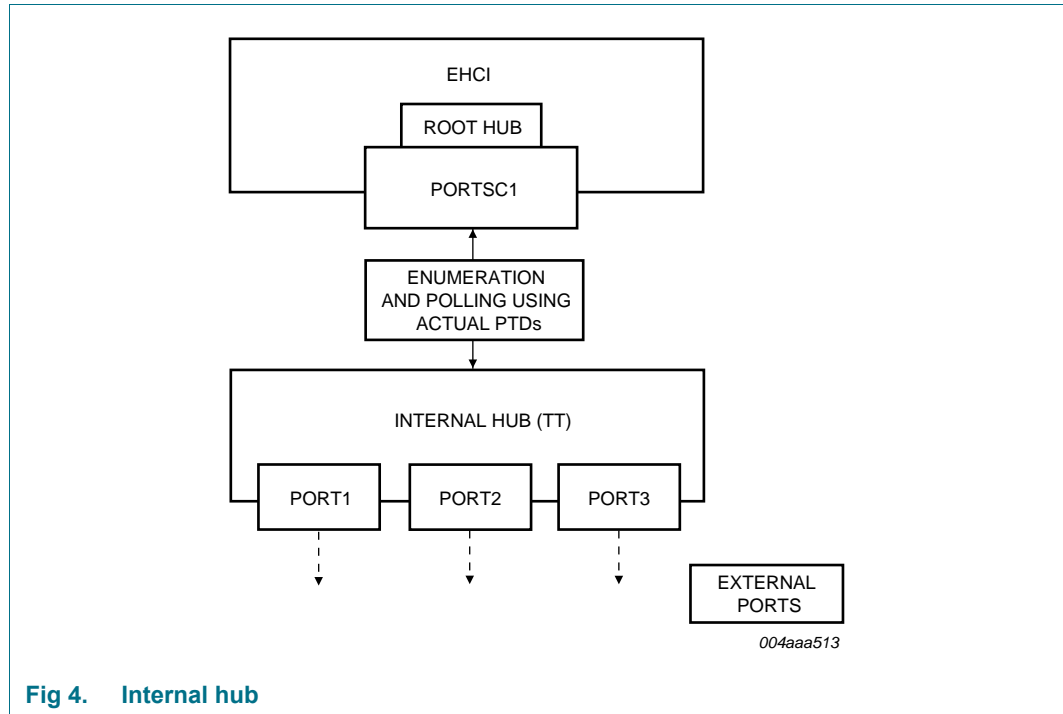 EHCI
ROOT HUB
PORTSC1
ENUMERATION
AND POLLING USING
ACTUAL PTDs
INTERNAL HUB (TT)
PORT1 PORT2 PORT3
EXTERNAL
PORTS
004aaa513
Fig 4. Internal hub